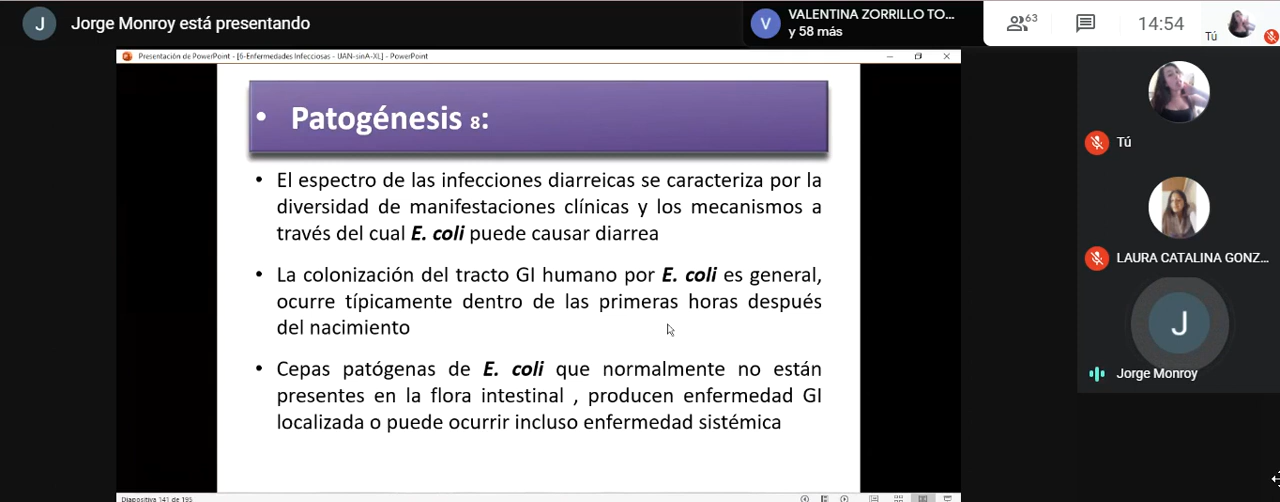 J
Jorge Monroy está presentando
V
VALENTINA ZORRILLO TO...
y 58 más
63
14:54
Tú
Presentación de PowerPoint - [6-Enfermedades Infecciosas - UAN-sinA-XL] - PowerPoint
• Patogénesis 8:
• El espectro de las infecciones diarreicas se caracteriza por la
diversidad de manifestaciones clínicas y los mecanismos a
través del cual E. coli puede causar diarrea
• La colonización del tracto GI humano por E. coli es general,
ocurre típicamente dentro de las primeras horas después
del nacimiento
• Cepas patógenas de E. coli que normalmente no están
presentes en la flora intestinal , producen enfermedad GI
localizada o puede ocurrir incluso enfermedad sistémica
Diapositiva 141 de 195
Tú
LAURA CATALINA GONZ...
J
Jorge Monroy